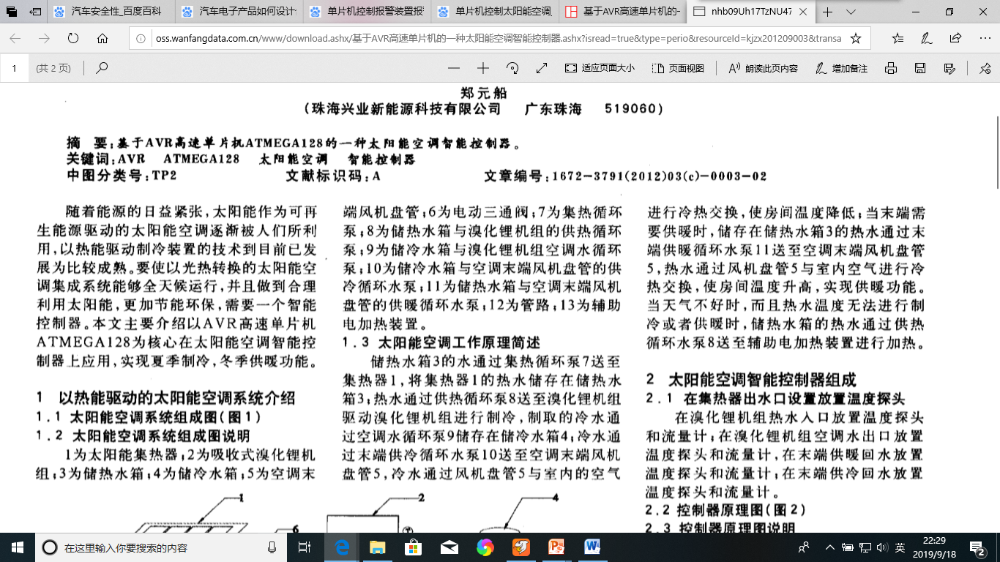 汽车安全性_百度百科
汽车电子产品如何设计
单片机控制报警装置报
单片机控制太阳能空调_
基于AVR高速单片机的一
nhb09Uh17TzNU47
oss.wanfangdata.com.cn/www/download.ashx/基于AVR高速单片机的一种太阳能空调智能控制器.ashx?isread=true&type=perio&resourceId=kjzx201209003&transa
1 (共 2 页) 适应页面大小 页面视图 朗读此页内容 增加备注
郑元船
(珠海兴业新能源科技有限公司 广东珠海 519060)
摘 要:基于AVR高速单片机ATMEGA128的一种太阳能空调智能控制器。
关键词:AVR ATMEGA128 太阳能空调 智能控制器
中图分类号:TP2 文献标识码:A 文章编号:1672-3791(2012)03(c)-0003-02
随着能源的日益紧张,太阳能作为可再
生能源驱动的太阳能空调逐渐被人们所利
用,以热能驱动制冷装置的技术到目前已发
展为比较成熟。要使以光热转换的太阳能空
调集成系统能够全天候运行,并且做到合理
利用太阳能,更加节能环保,需要一个智能
控制器。本文主要介绍以AVR高速单片机
ATMEGA128为核心在太阳能空调智能控
制器上应用,实现夏季制冷,冬季供暖功能。
1 以热能驱动的太阳能空调系统介绍
1.1 太阳能空调系统组成图(图1)
1.2 太阳能空调系统组成图说明
1为太阳能集热器;2为吸收式溴化锂机
组;3为储热水箱;4为储冷水箱;5为空调末
端风机盘管;6为电动三通阀;7为集热循环
泵;8为储热水箱与溴化锂机组的供热循环
泵;9为储冷水箱与溴化锂机组空调水循环
泵;10为储冷水箱与空调末端风机盘管的供
冷循环水泵;11为储热水箱与空调末端风机
盘管的供暖循环水泵;12为管路;13为辅助
电加热装置。
1.3 太阳能空调工作原理简述
储热水箱3的水通过集热循环泵7送至
集热器1,将集热器1的热水储存在储热水
箱3;热水通过供热循环泵8送至溴化锂机组
驱动溴化锂机组进行制冷,制取的冷水通
过空调水循环泵9储存在储冷水箱4;冷水通
过末端供冷循环水泵10送至空调末端风机
盘管5,冷水通过风机盘管5与室内的空气
进行冷热交换,使房间温度降低;当末端需
要供暖时,储存在储热水箱3的热水通过末
端供暖循环水泵11送至空调末端风机盘管
5,热水通过风机盘管5与室内空气进行冷
热交换,使房间温度升高,实现供暖功能。
当天气不好时,而且热水温度无法进行制
冷或者供暖时,储热水箱的热水通过供热
循环水泵8送至辅助电加热装置进行加热。
2 太阳能空调智能控制器组成
2.1 在集热器出水口设置放置温度探头
在溴化锂机组热水入口放置温度探头
和流量计;在溴化锂机组空调水出口放置
温度探头和流量计,在末端供暖回水放置
温度探头和流量计;在末端供冷回水放置
温度探头和流量计。
2.2 控制器原理图(图2)
2.3 控制器原理图说明
1
6
2
4
在这里输入你要搜索的内容
英
22:29
2019/9/18
2